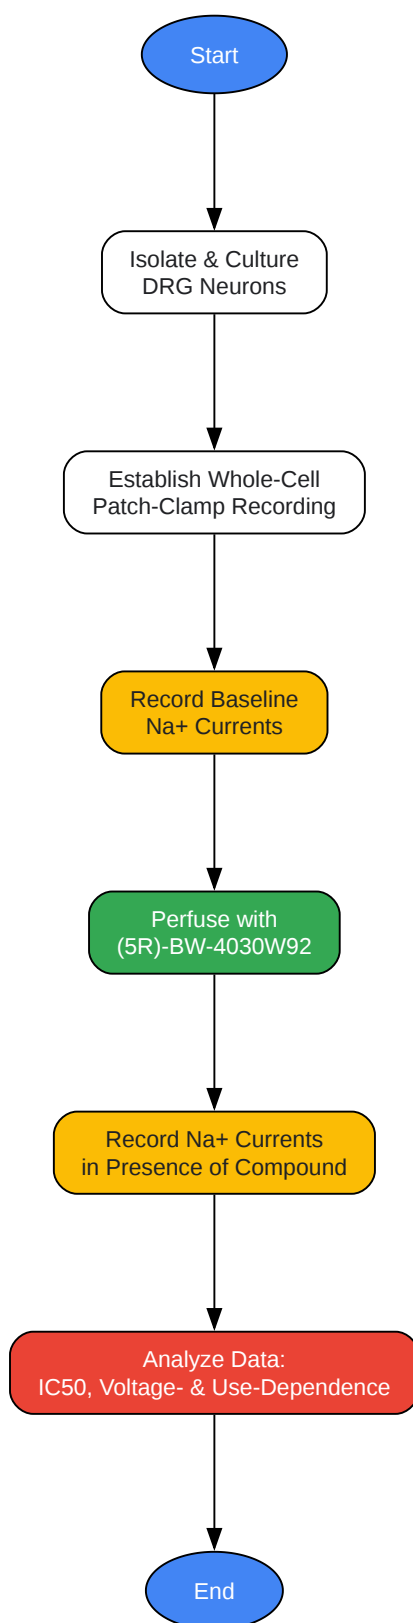 Start
Isolate & Culture
DRG Neurons
Establish Whole-Cell
Patch-Clamp Recording
Record Baseline
Na+ Currents
Perfuse with
(5R)-BW-4030W92
Record Na+ Currents
in Presence of Compound
Analyze Data:
IC50, Voltage- & Use-Dependence
End